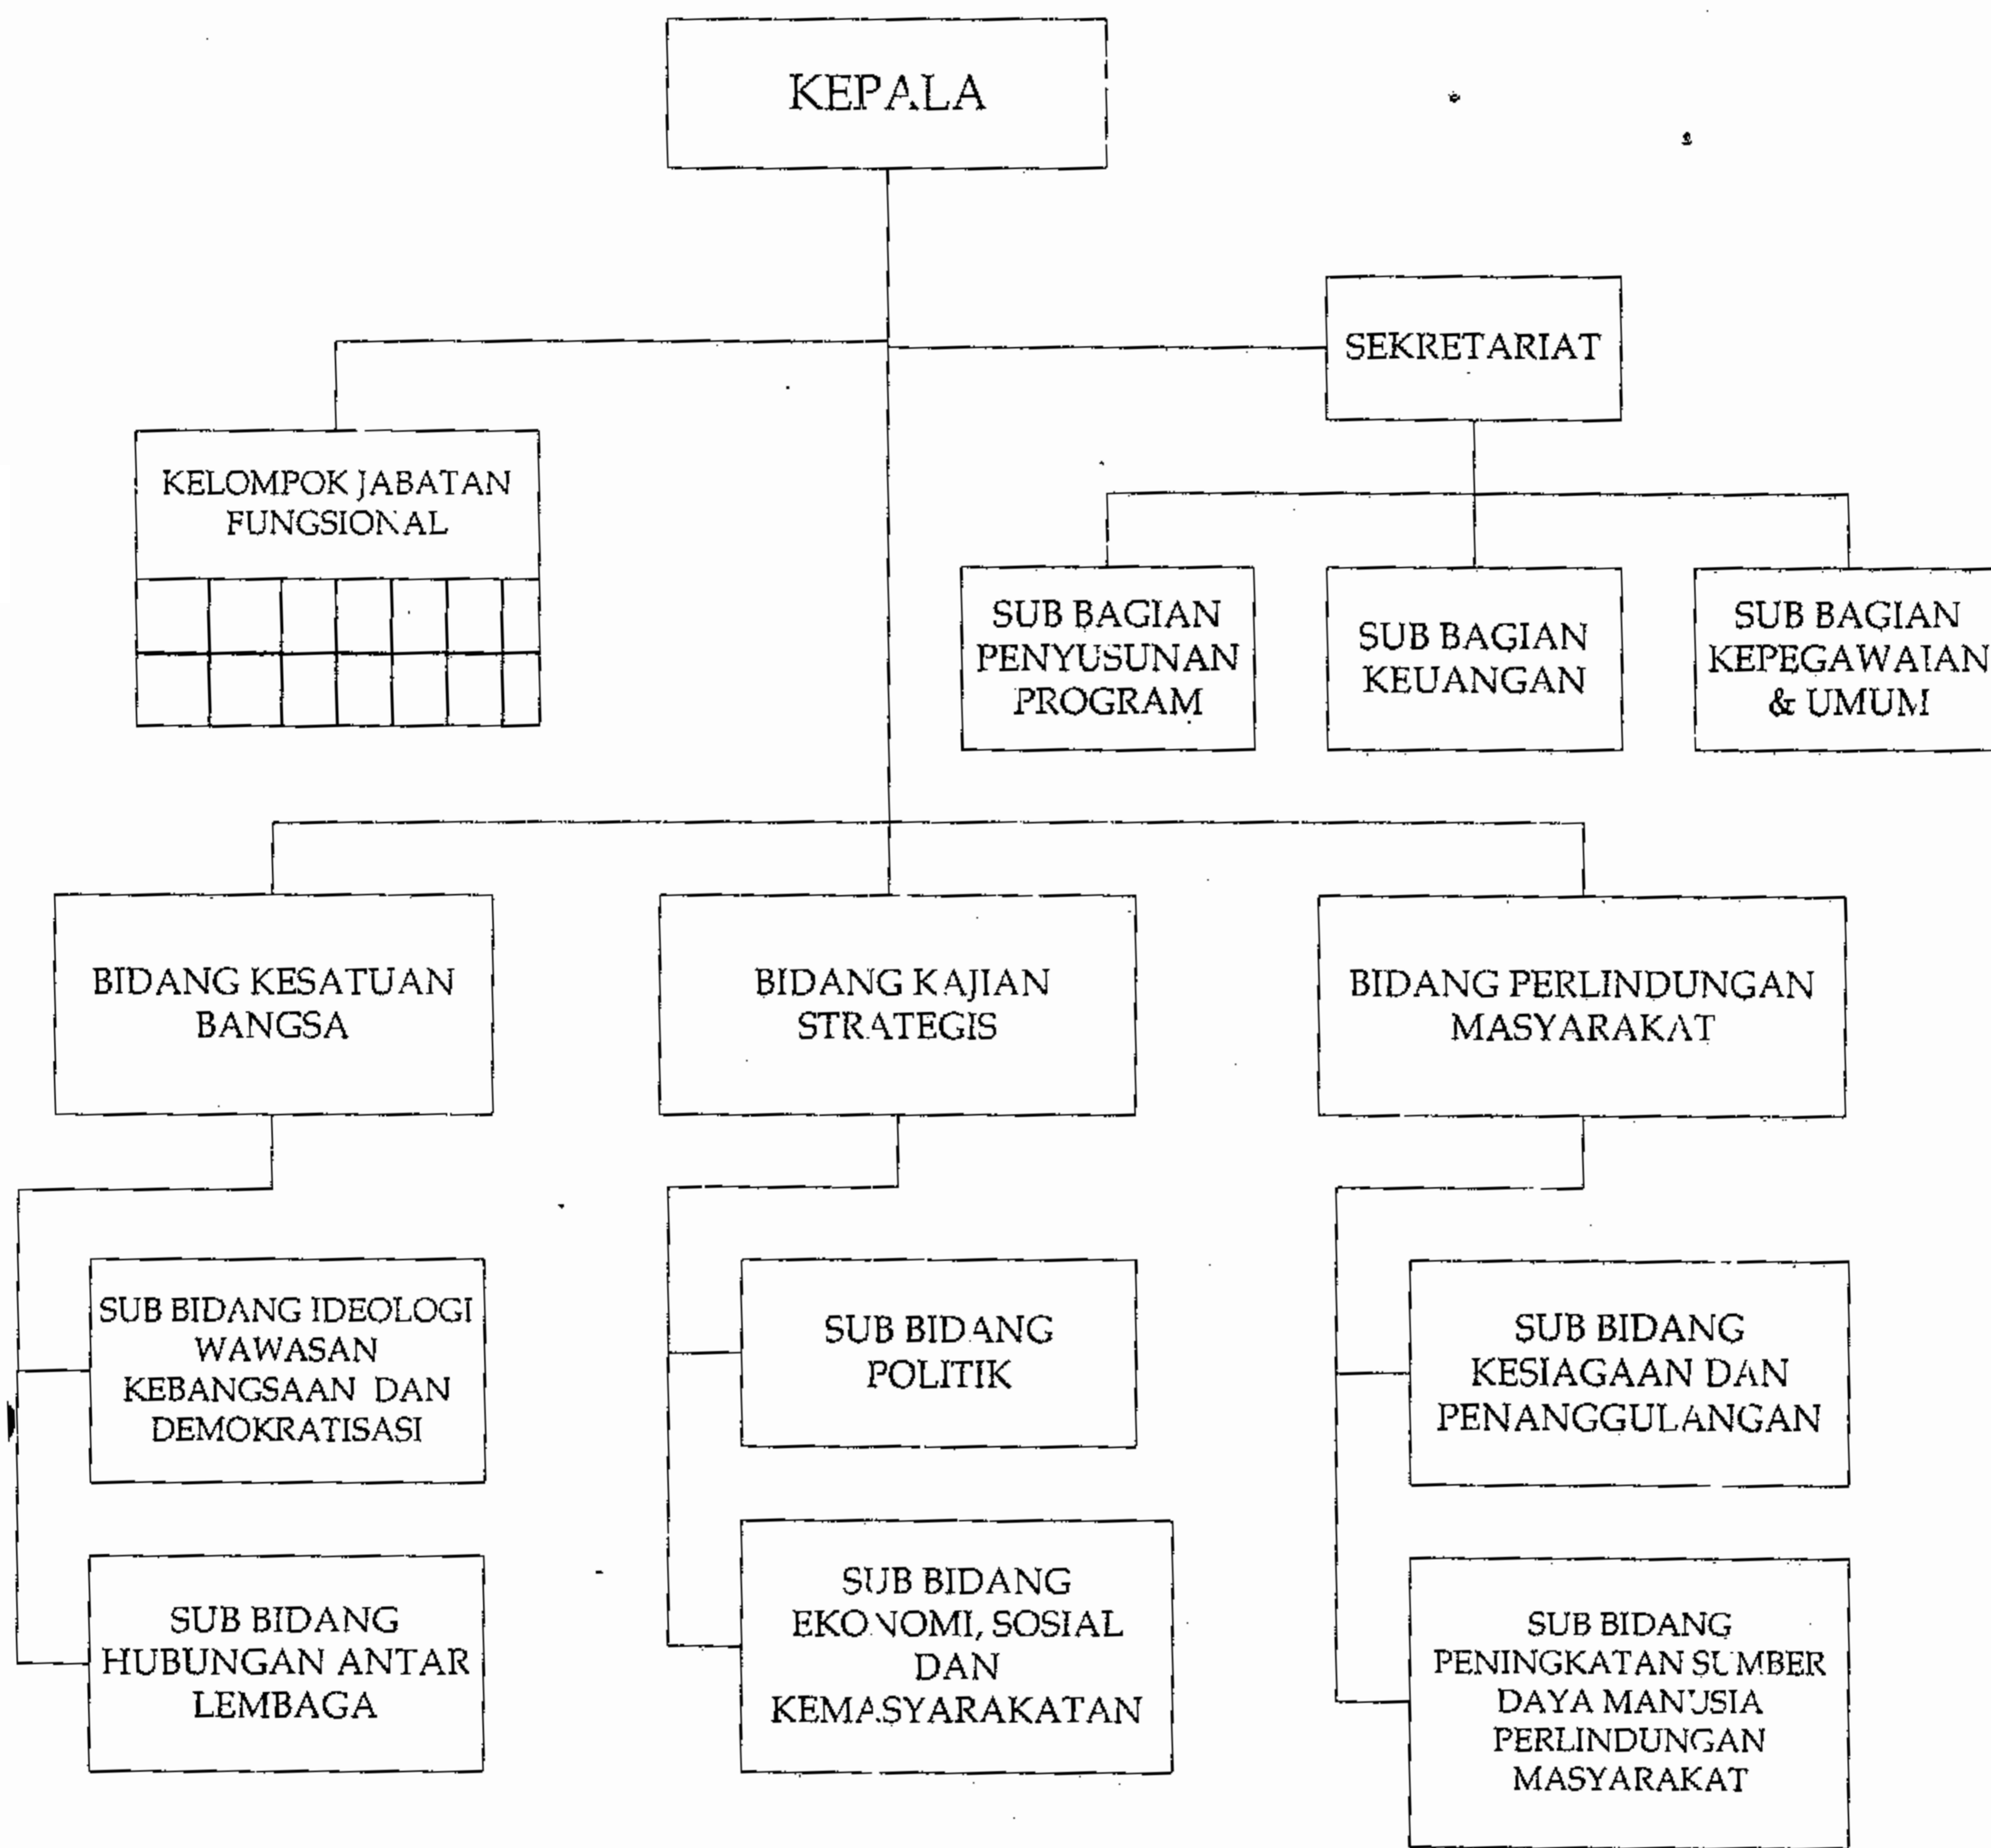 KEPALA
SEKRETARIAT
KELOMPOK JABATAN
FUNGSIONAL
SUB BAGIAN
PENYUSUNAN
PROGRAM
SUB BAGIAN
KEUANGAN
SUB BAGIAN
KEPEGAWAIAN
& UMUM
BIDANG KESATUAN
BANGSA
BIDANG KAJIAN
STRATEGIS
BIDANG PERLINDUNGAN
MASYARAKAT
SUB BIDANG IDEOLOGI
WAWASAN
KEBANGSAAN DAN
DEMOKRATISASI
SUB BIDANG
POLITIK
SUB BIDANG
KESIAGAAN DAN
PENANGGULANGAN
SUB BIDANG
HUBUNGAN ANTAR
LEMBAGA
SUB BIDANG
EKONOMI, SOSIAL
DAN
KEMASYARAKATAN
SUB BIDANG
PENINGKATAN SUMBER
DAYA MANUSIA
PERLINDUNGAN
MASYARAKAT